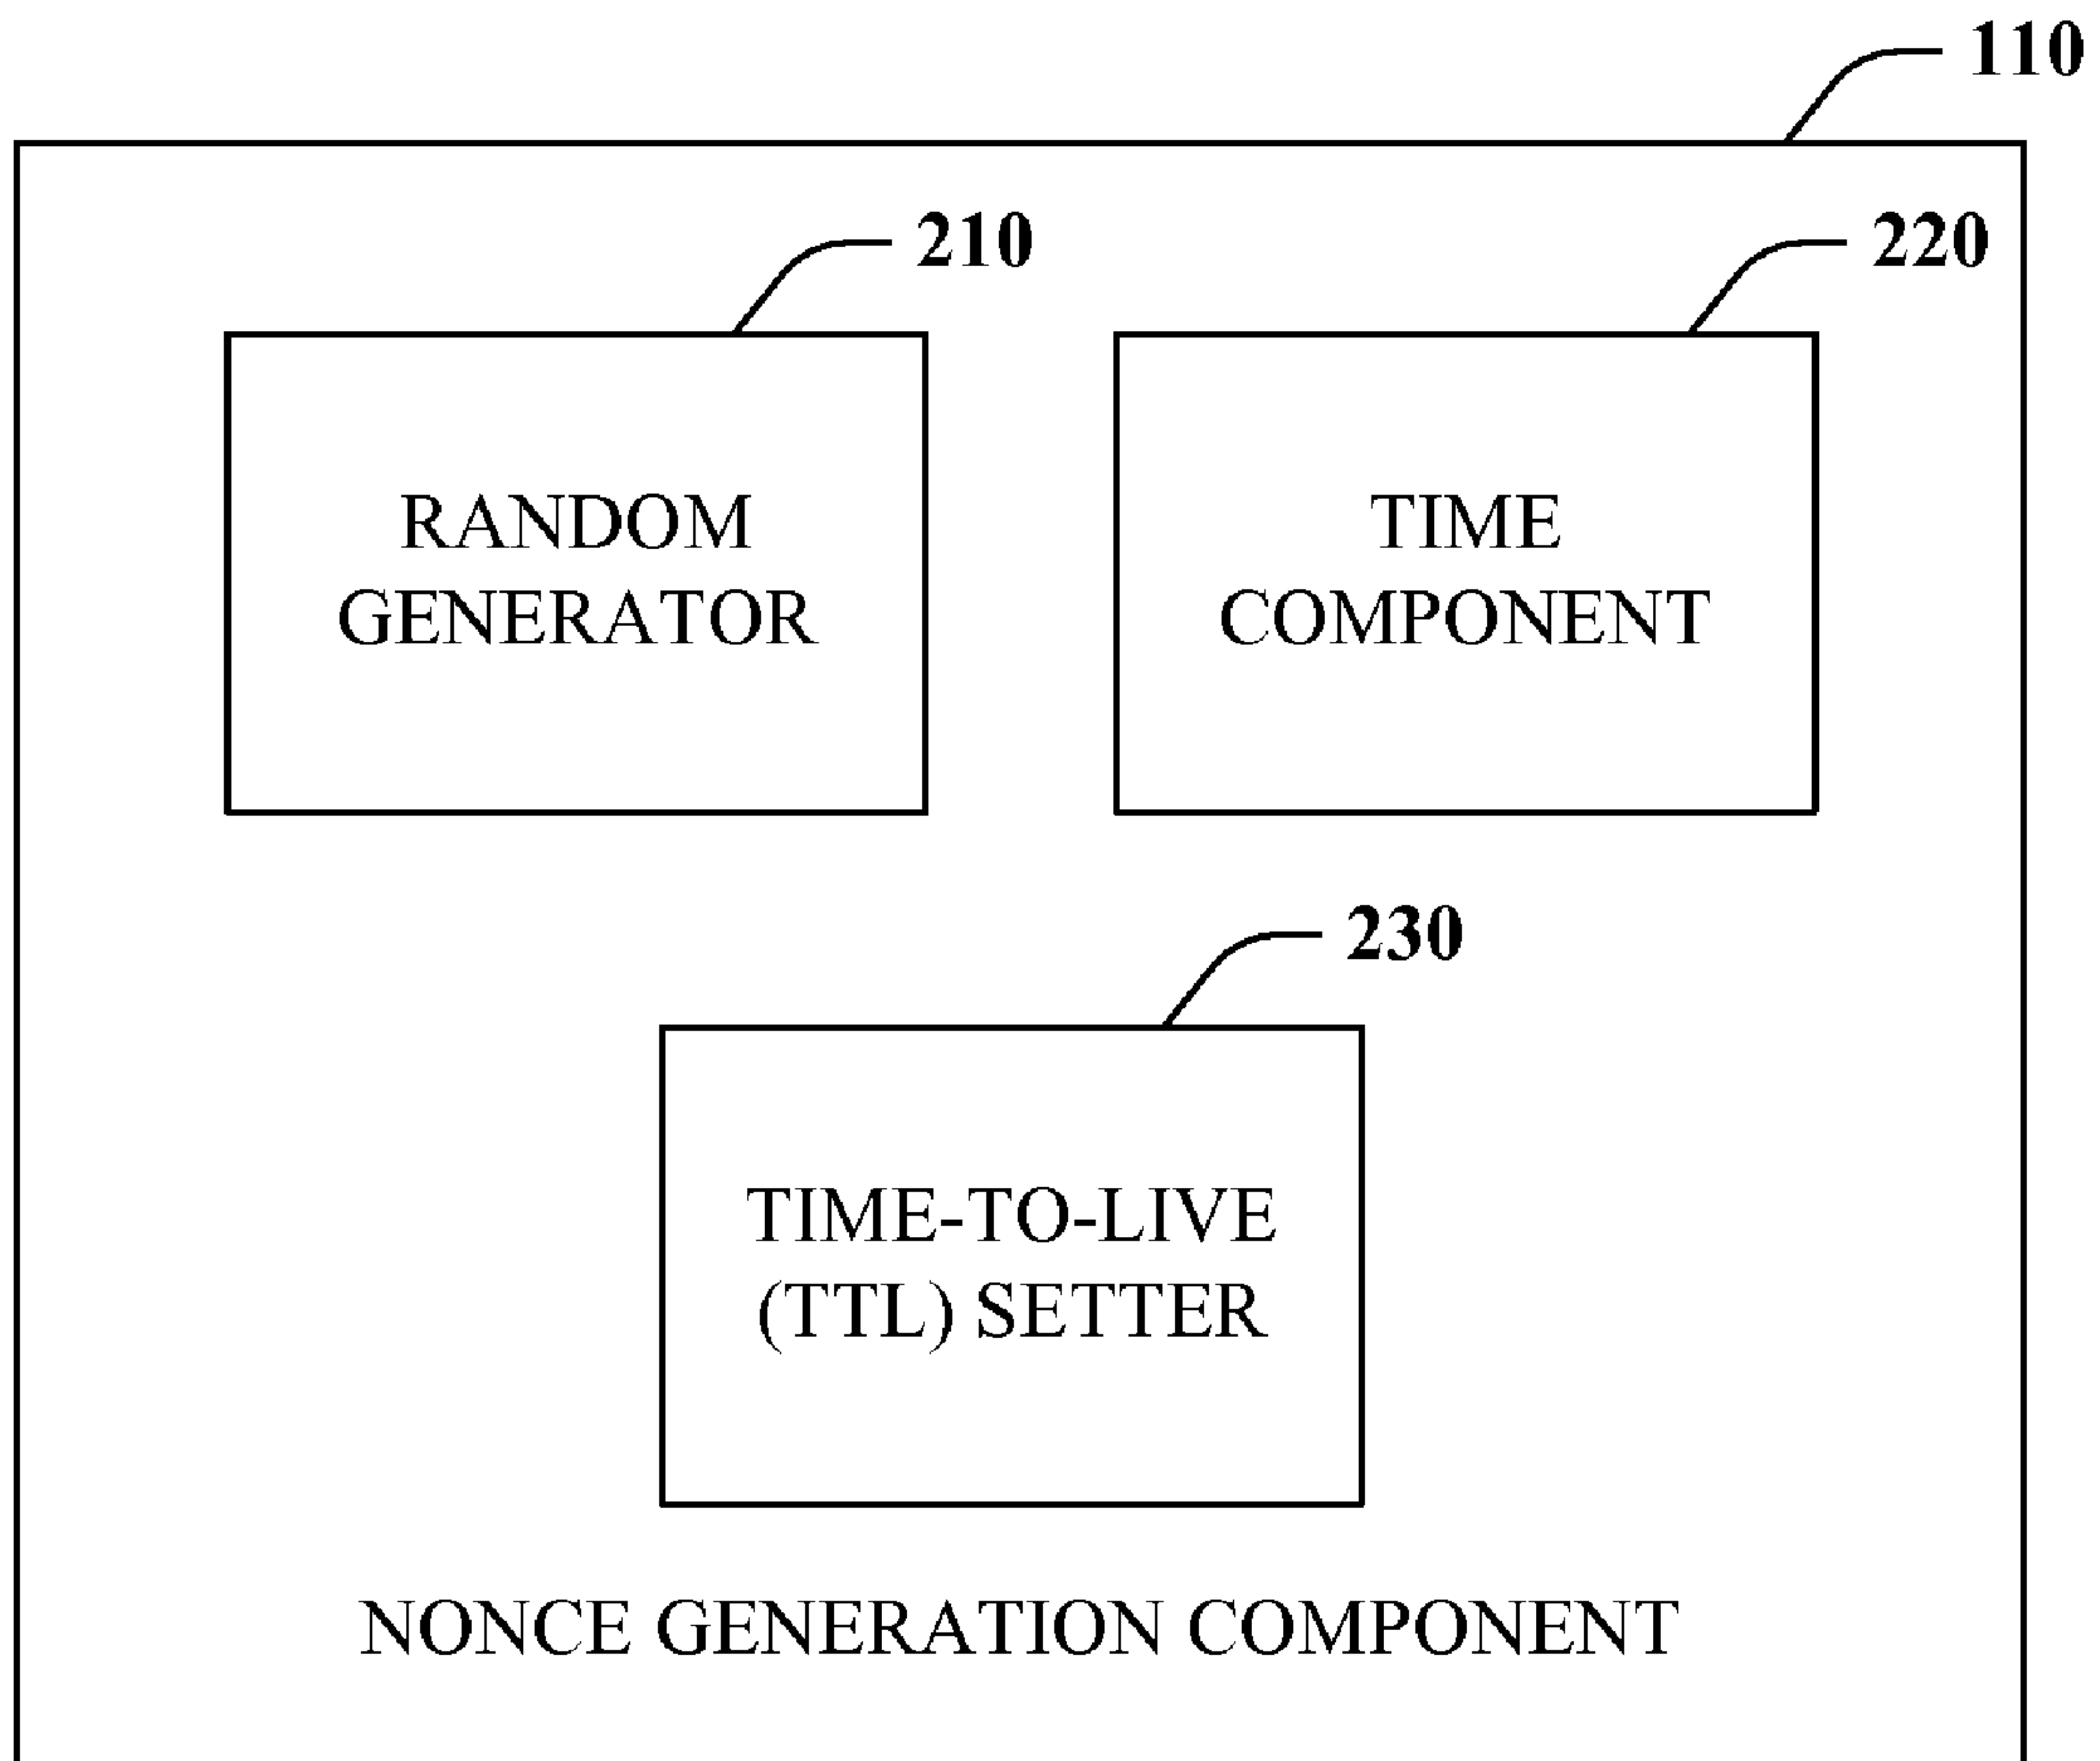 110
210
220
RANDOM
GENERATOR
TIME
COMPONENT
230
TIME-TO-LIVE
(TTL) SETTER
NONCE GENERATION COMPONENT